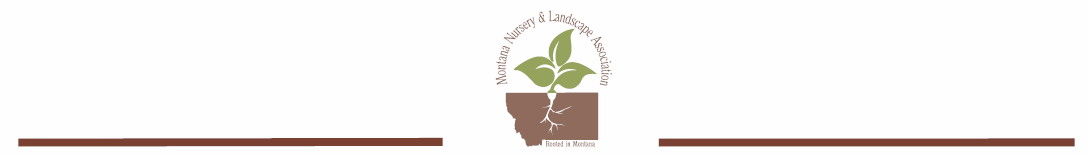 Montana Nursery & Landscape Association
Rooted in Montana